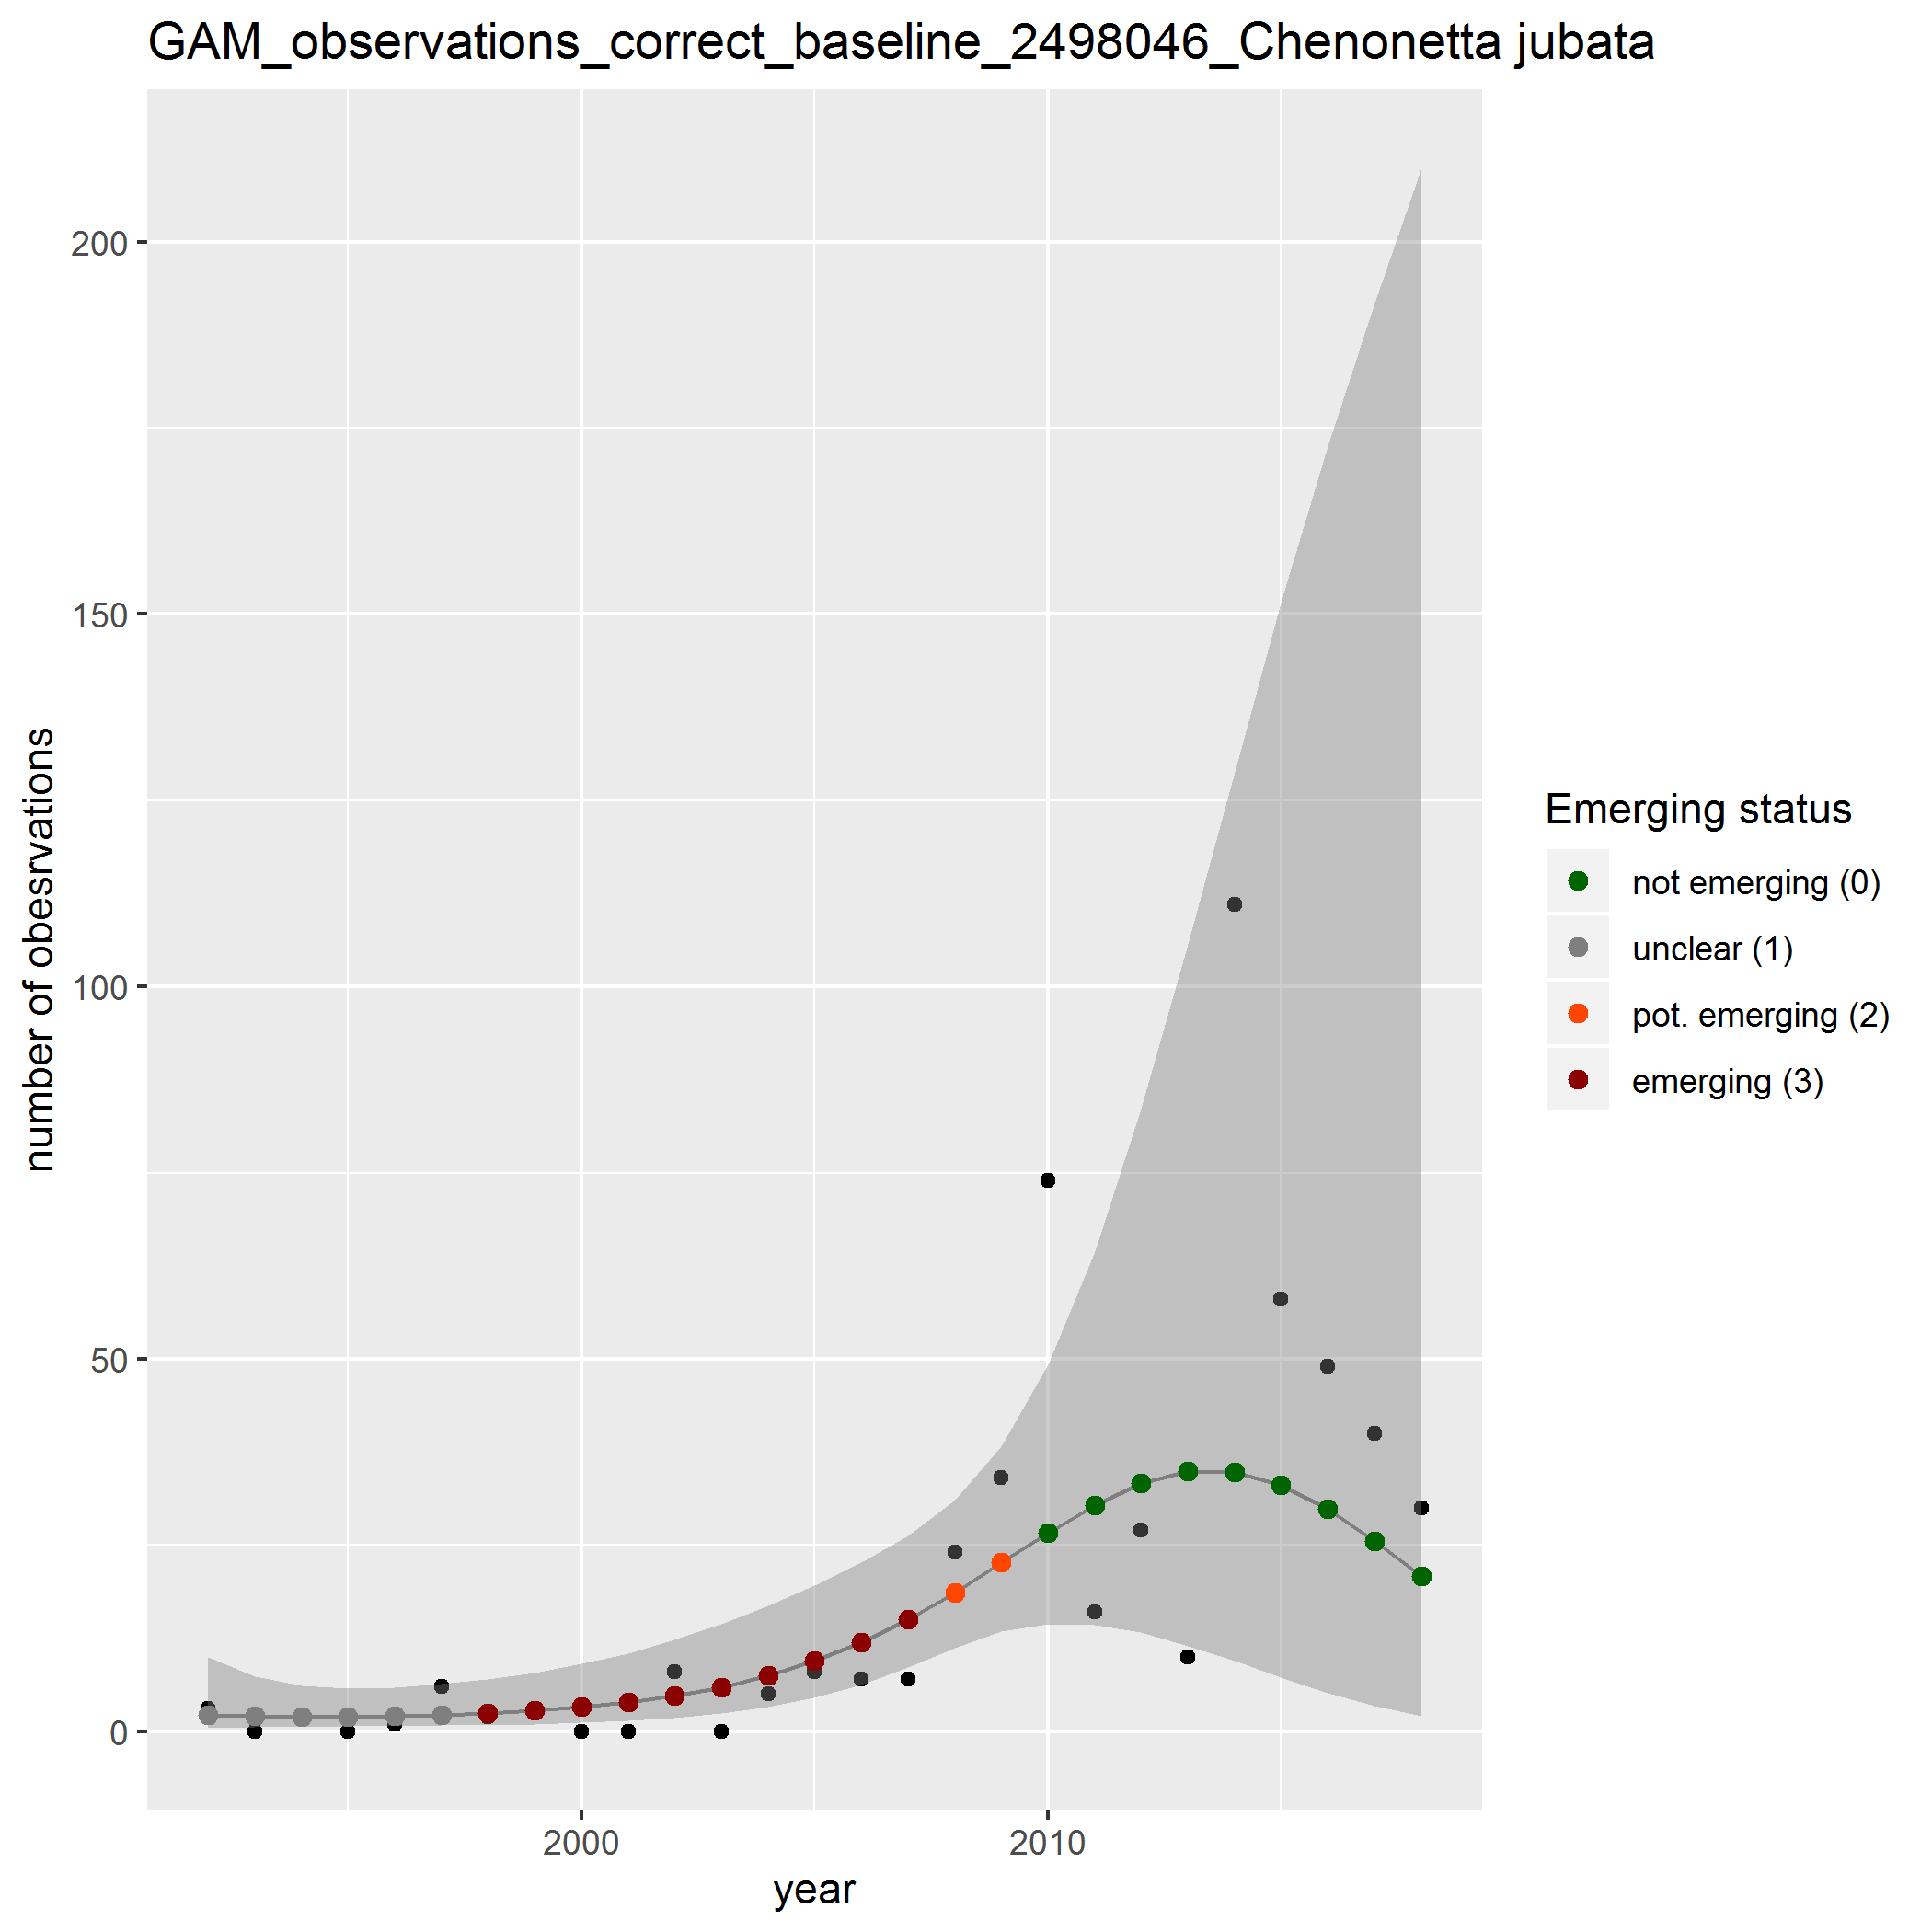 GAM_observations_correct_baseline_2498046_Chenonetta jubata
200
150
100
50
0
number of obesrvations
2000
2010
year
Emerging status
not emerging (0)
unclear (1)
pot. emerging (2)
emerging (3)